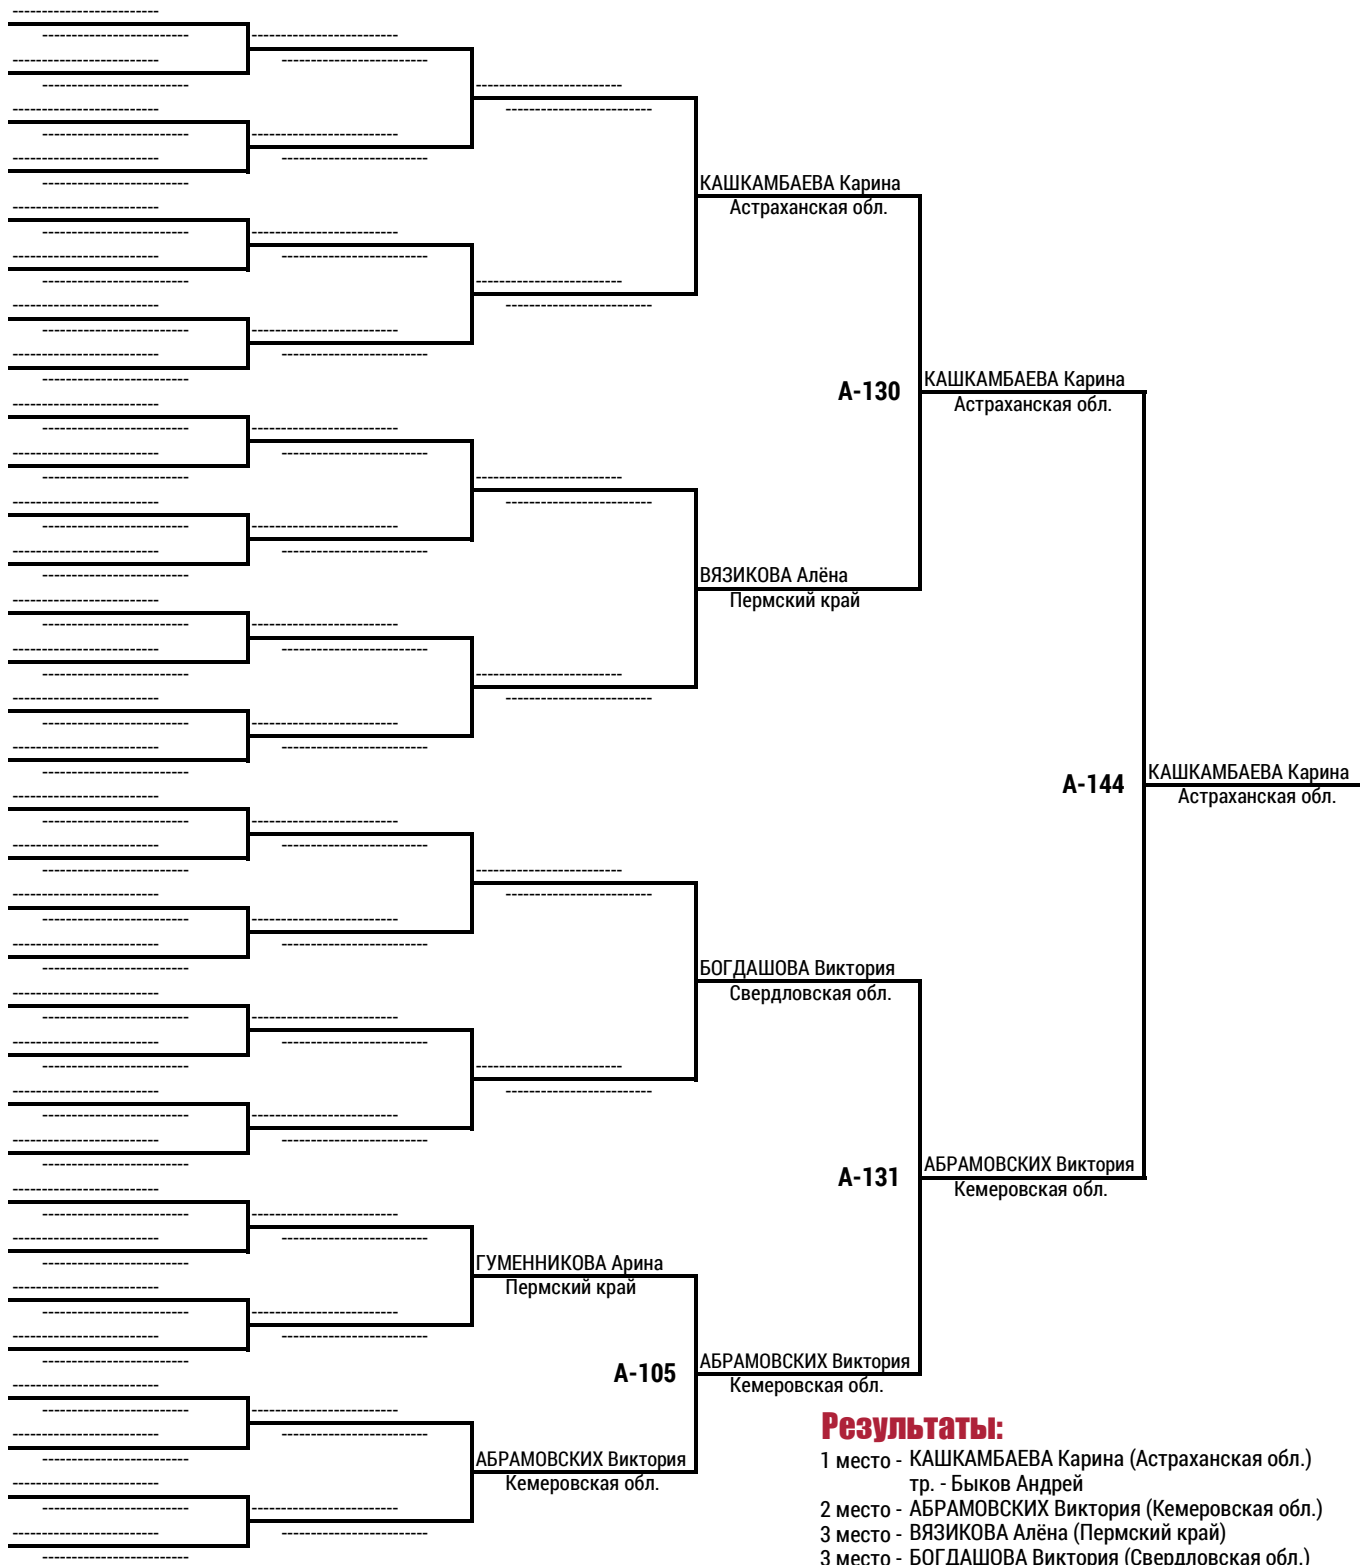 КАШКАМБАЕВА Карина
Астраханская обл.
А-130
КАШКАМБАЕВА Карина
Астраханская обл.
ВЯЗИКОВА Алёна
Пермский край
А-144
КАШКАМБАЕВА Карина
Астраханская обл.
БОГДАШОВА Виктория
Свердловская обл.
А-131
АБРАМОВСКИХ Виктория
Кемеровская обл.
ГУМЕННИКОВА Арина
Пермский край
А-105
АБРАМОВСКИХ Виктория
Кемеровская обл.
АБРАМОВСКИХ Виктория
Кемеровская обл.
Результаты:
1 место - КАШКАМБАЕВА Карина (Астраханская обл.)
тр. - Быков Андрей
2 место - АБРАМОВСКИХ Виктория (Кемеровская обл.)
3 место - ВЯЗИКОВА Алёна (Пермский край)
3 место - БОГДАШОВА Виктория (Свердловская обл.)